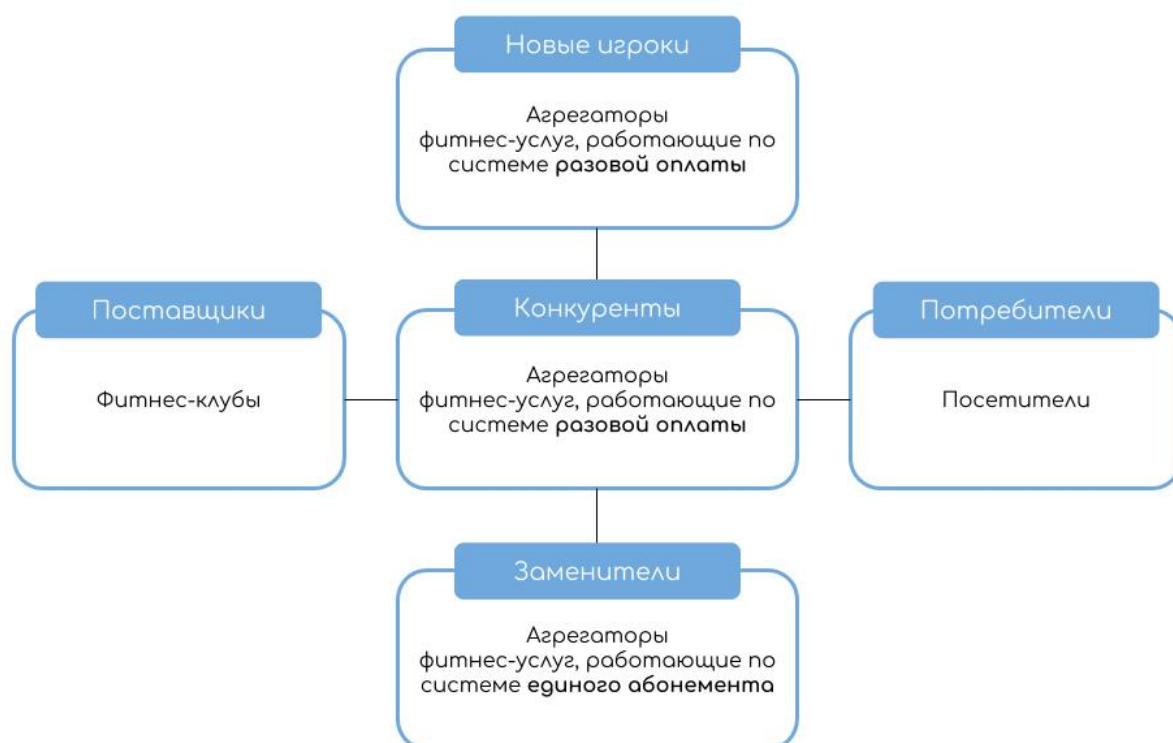 Новые игроки
Агрегаторы
фитнес-услуг, работающие по
системе разовой оплаты
Поставщики
Фитнес-клубы
Конкуренты
Агрегаторы
фитнес-услуг, работающие по
системе разовой оплаты
Потребители
Посетители
Заменители
Агрегаторы
фитнес-услуг, работающие по
системе единого абонемента